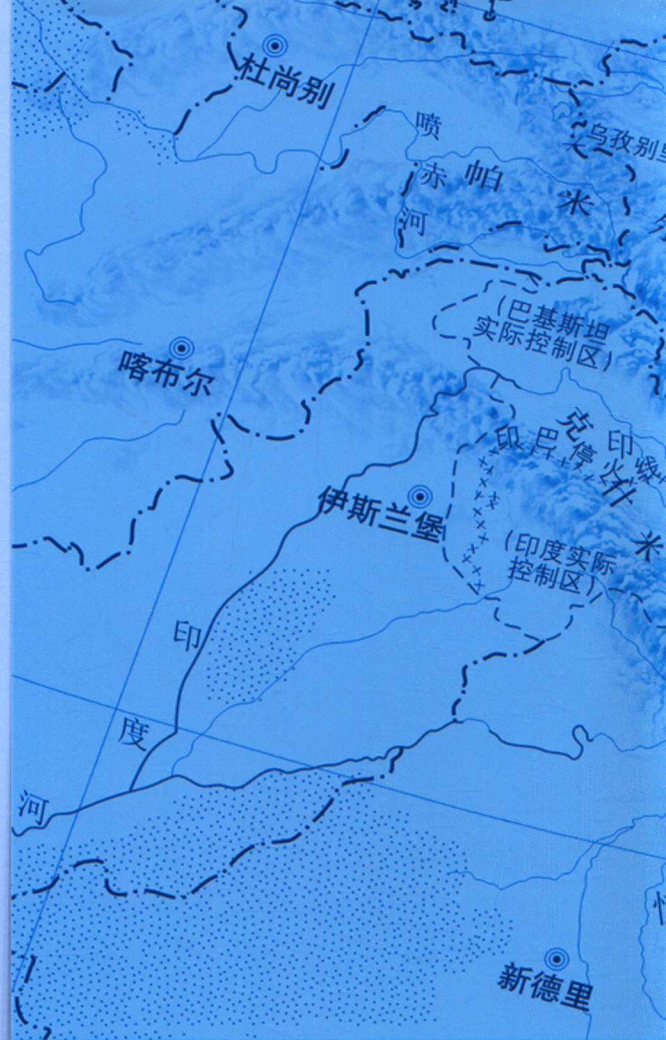 杜尚别
喷赤河
帕米
乌孜别里
(巴基斯坦
实际控制区)
喀布尔
克
印
印巴停火线
伊斯兰堡
米
(印度实际
控制区)
印度河
新德里